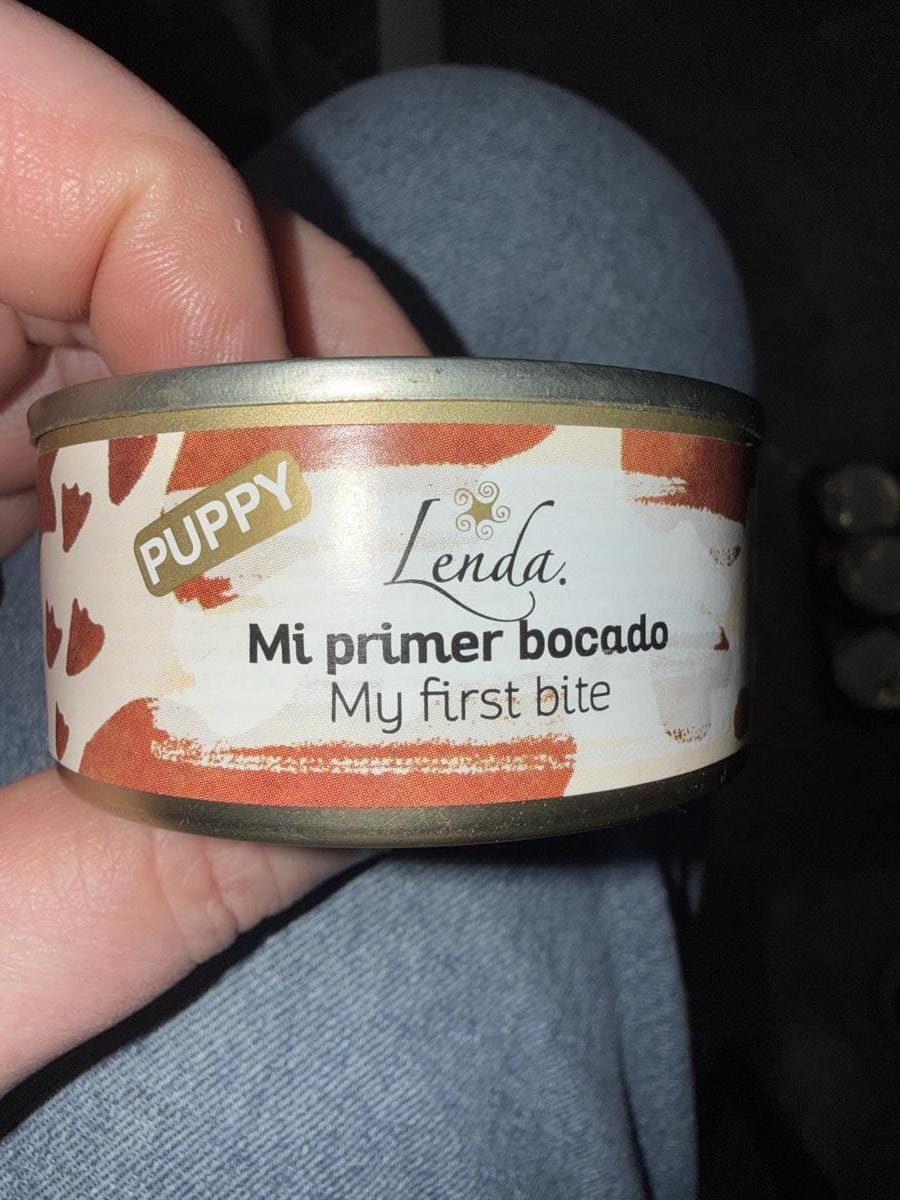 PUPPY
Lenda.
Mi primer bocado
My first bite